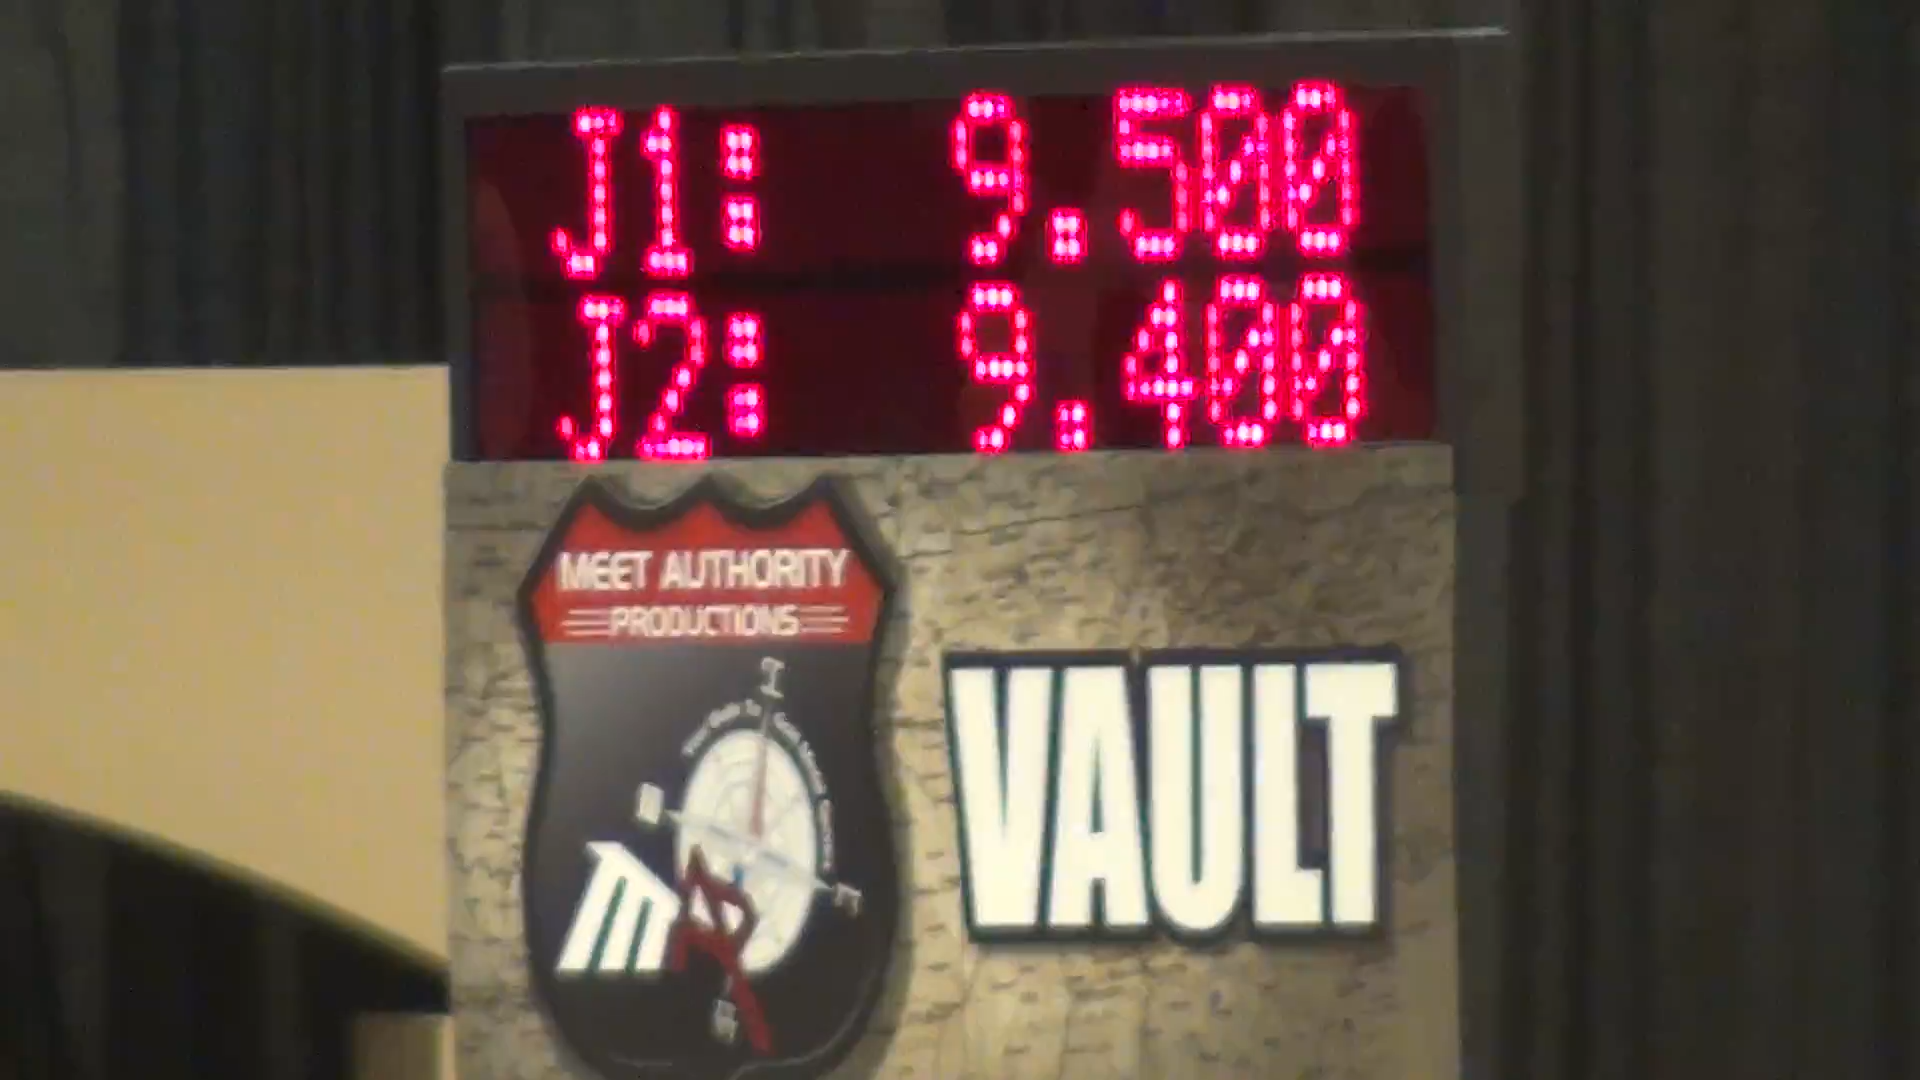 J1: 9.500
J2: 9.400
MEET AUTHORITY
PRODUCTIONS
VAULT